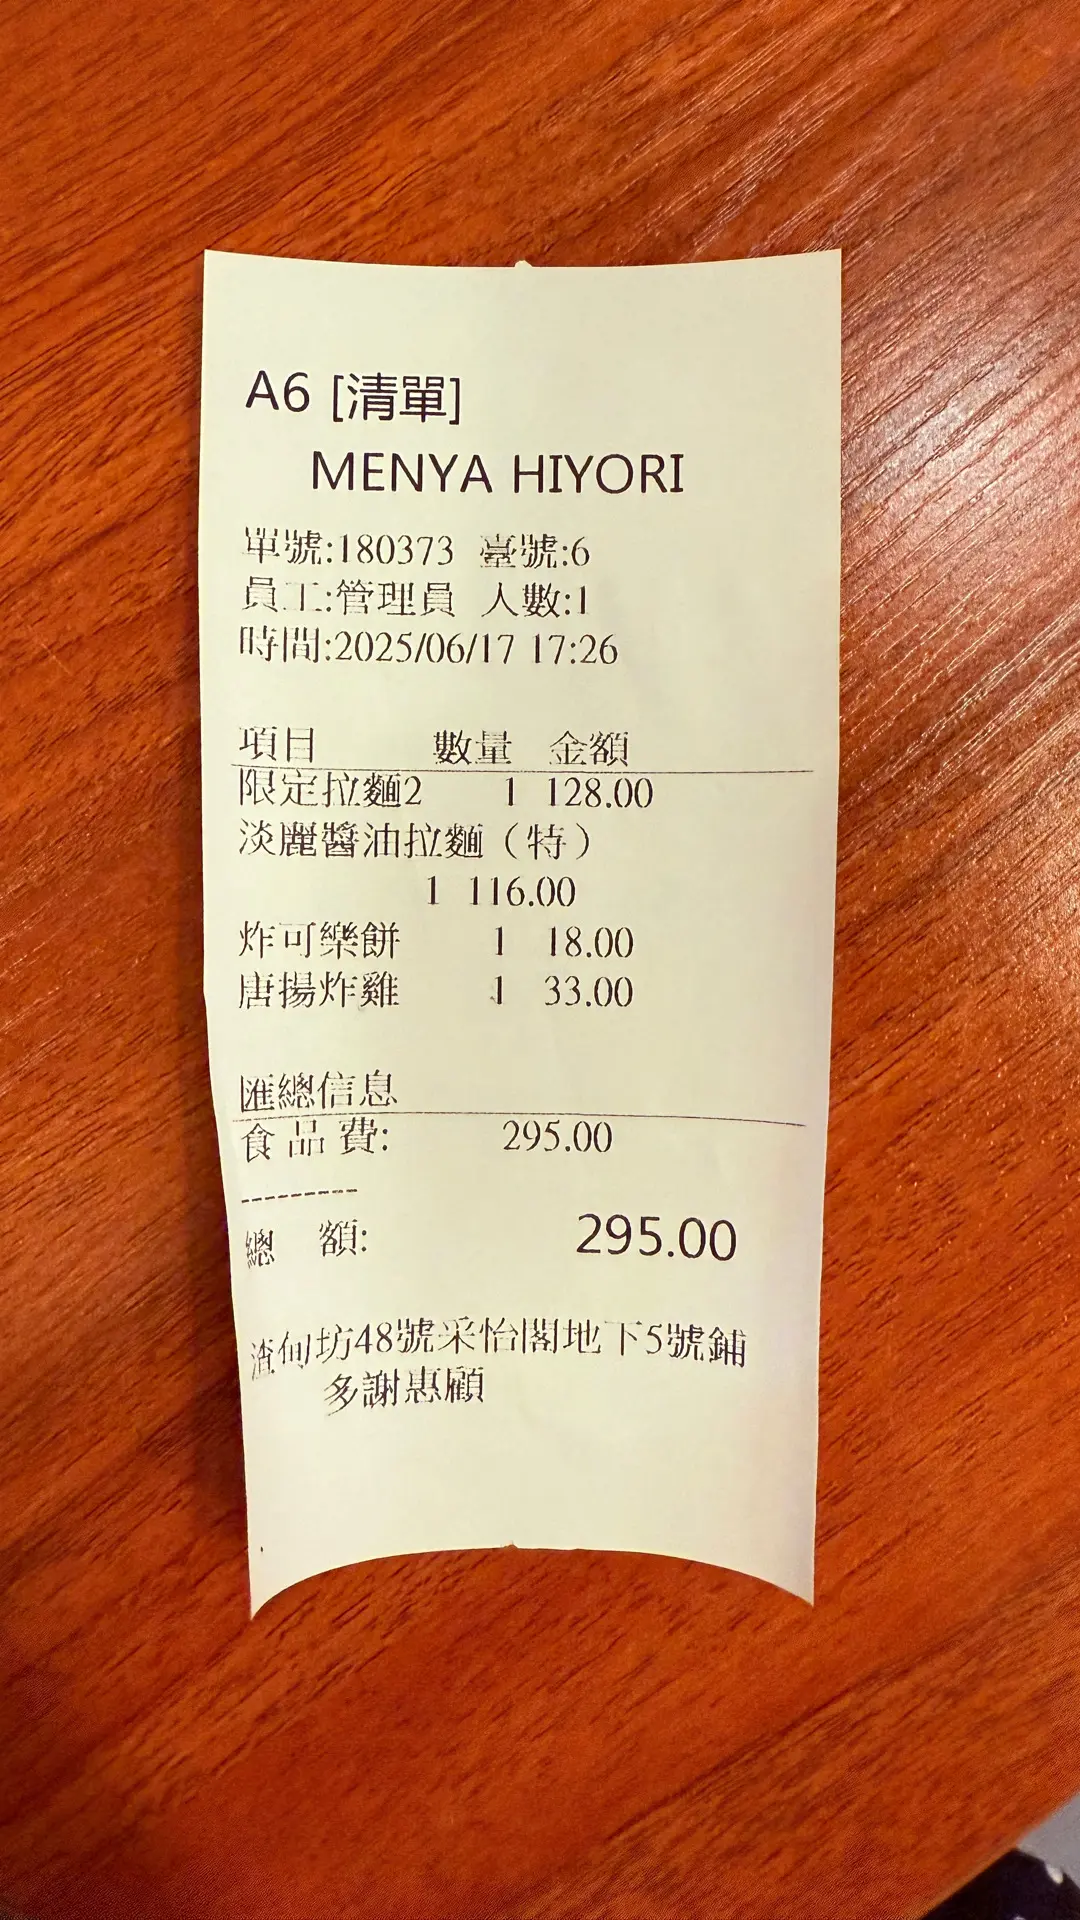 A6 [清單]
MENYA HIYORI
單號:180373 臺號:6
員工:管理員 人數:1
時間:2025/06/17 17:26
項目 數量 金額
限定拉麵2 1 128.00
淡麗醬油拉麵（特）
1 116.00
炸可樂餅 1 18.00
唐揚炸雞 1 33.00
匯總信息
食 品 費: 295.00
---------
總 額: 295.00
渣甸坊48號采怡閣地下5號鋪
多謝惠顧